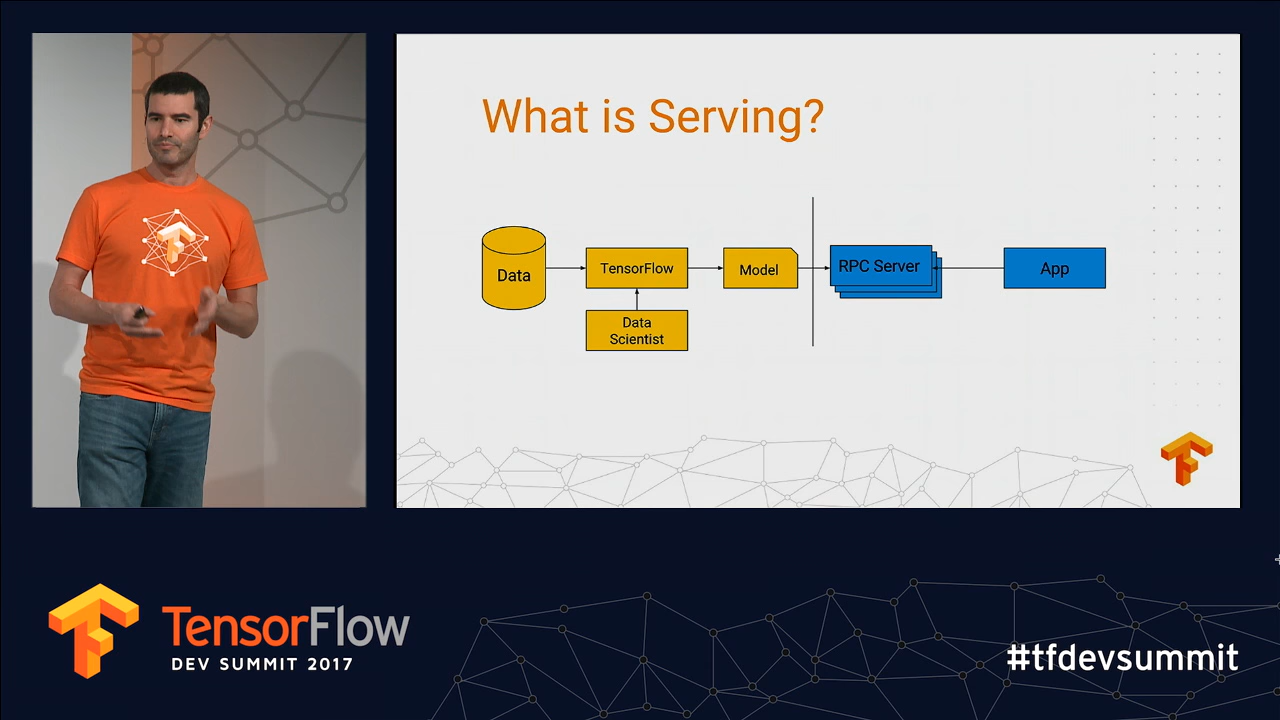 What is Serving?
Data
TensorFlow
Model
RPC Server
App
Data
Scientist
TensorFlow
DEV SUMMIT 2017
#tfdevsummit